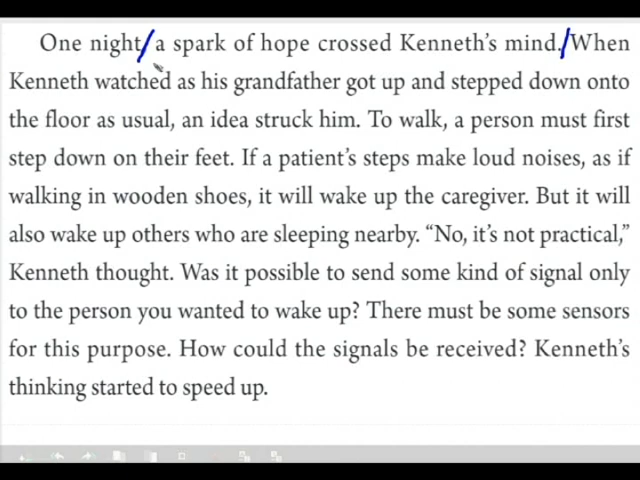 One night/a spark of hope crossed Kenneth's mind./When
Kenneth watched as his grandfather got up and stepped down onto
the floor as usual, an idea struck him. To walk, a person must first
step down on their feet. If a patient's steps make loud noises, as if
walking in wooden shoes, it will wake up the caregiver. But it will
also wake up others who are sleeping nearby. “No, it's not practical,”
Kenneth thought. Was it possible to send some kind of signal only
to the person you wanted to wake up? There must be some sensors
for this purpose. How could the signals be received? Kenneth's
thinking started to speed up.